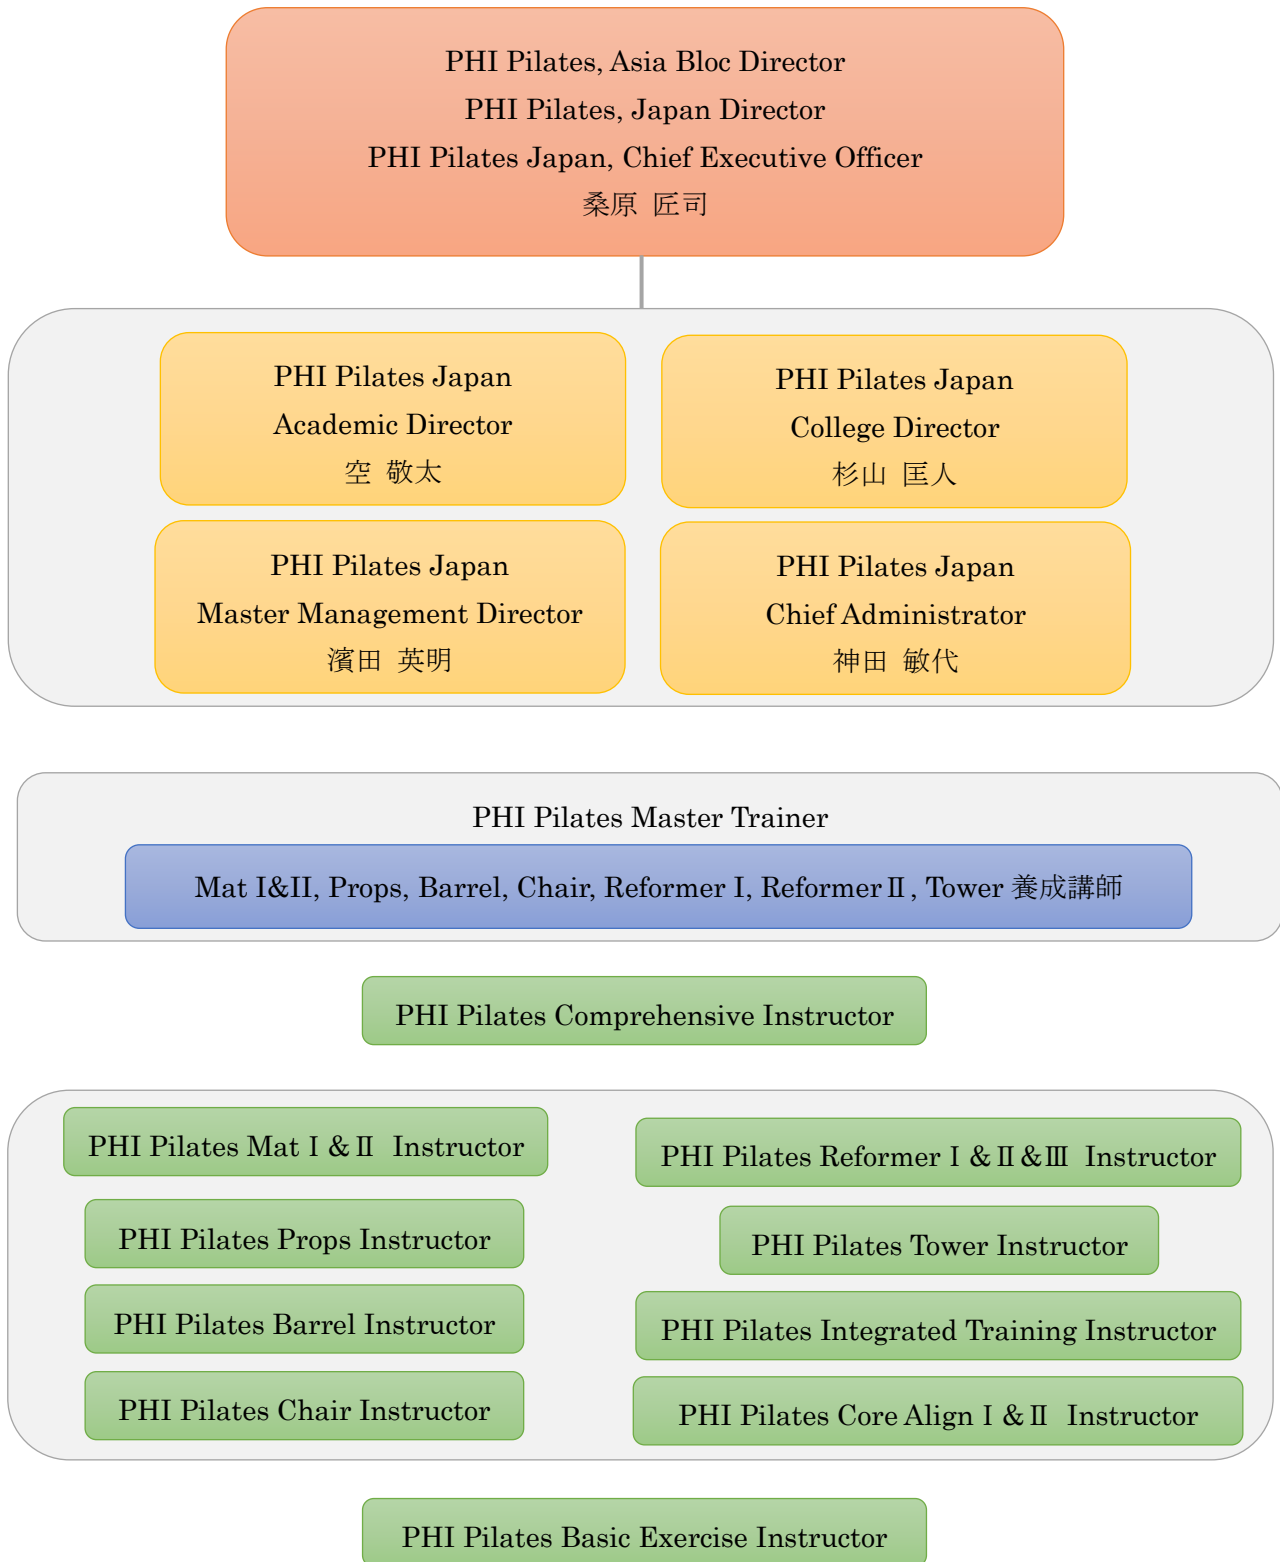 PHI Pilates, Asia Bloc Director
PHI Pilates, Japan Director
PHI Pilates Japan, Chief Executive Officer
桑原 匠司
PHI Pilates Japan
Academic Director
空 敬太
PHI Pilates Japan
College Director
杉山 匡人
PHI Pilates Japan
Master Management Director
濱田 英明
PHI Pilates Japan
Chief Administrator
神田 敏代
PHI Pilates Master Trainer
Mat I&II, Props, Barrel, Chair, Reformer I, ReformerⅡ, Tower 養成講師
PHI Pilates Comprehensive Instructor
PHI Pilates MatⅠ&Ⅱ Instructor
PHI Pilates Props Instructor
PHI Pilates Barrel Instructor
PHI Pilates Chair Instructor
PHI Pilates ReformerⅠ&Ⅱ&Ⅲ Instructor
PHI Pilates Tower Instructor
PHI Pilates Integrated Training Instructor
PHI Pilates Core AlignⅠ&Ⅱ Instructor
PHI Pilates Basic Exercise Instructor